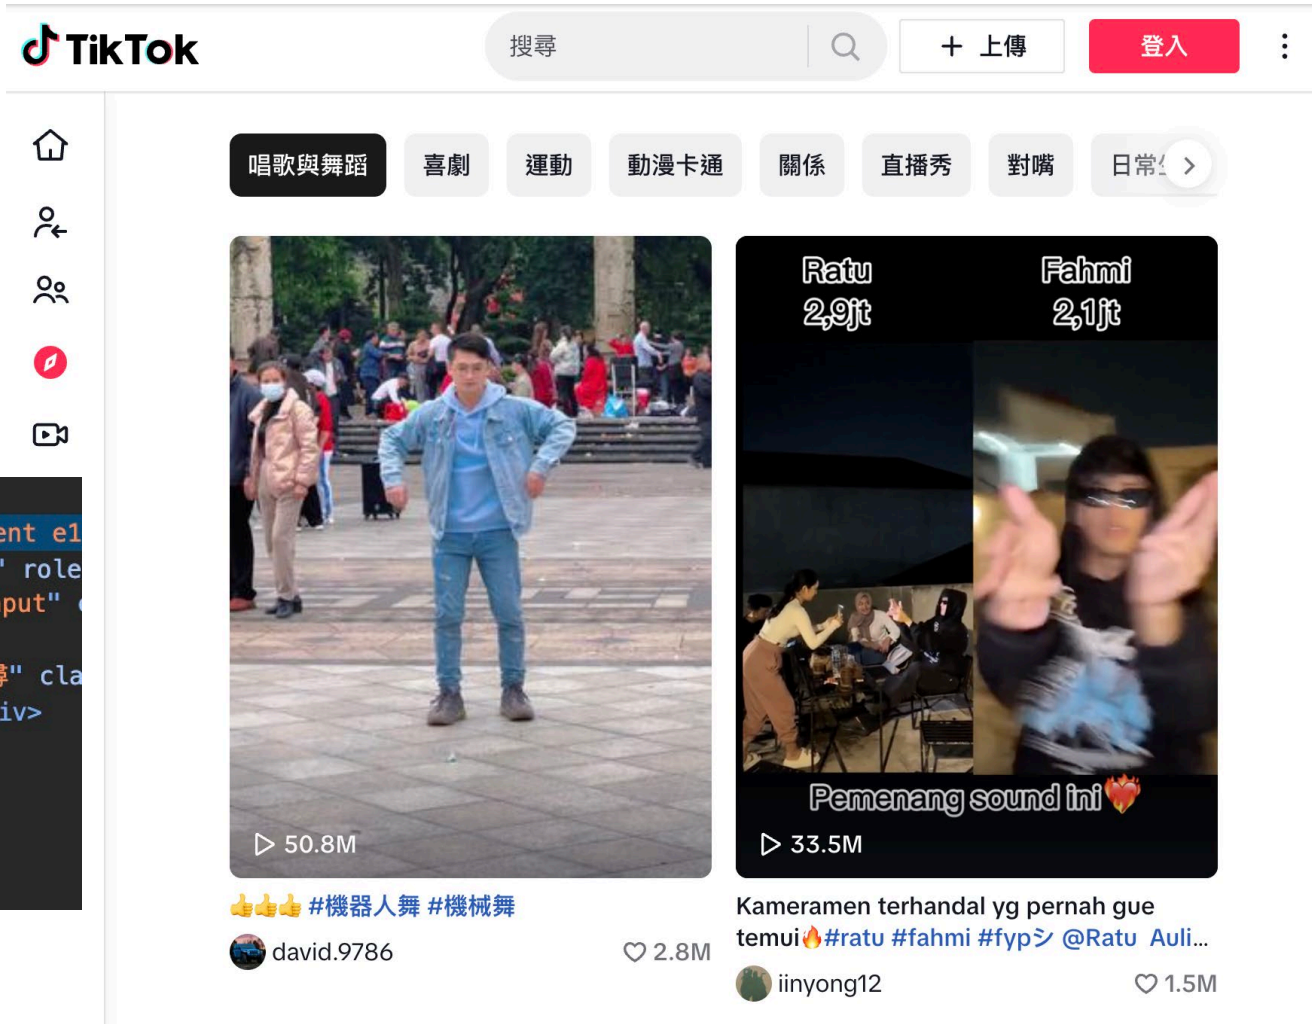 TikTok
搜尋
上傳
登入
唱歌與舞蹈
喜劇
運動
動漫卡通
關係
直播秀
對嘴
日常
ent e1
" role
put"
" cla
iv>
50.8M
👍👍👍 #機器人舞 #機械舞
david.9786
2.8M
Ratu
2,9jt
Fahmi
2,1jt
Pemenang sound ini❤️‍🔥
33.5M
Kameramen terhandal yg pernah gue
temui🔥#ratu #fahmi #fypシ @Ratu Auli...
iinyong12
1.5M